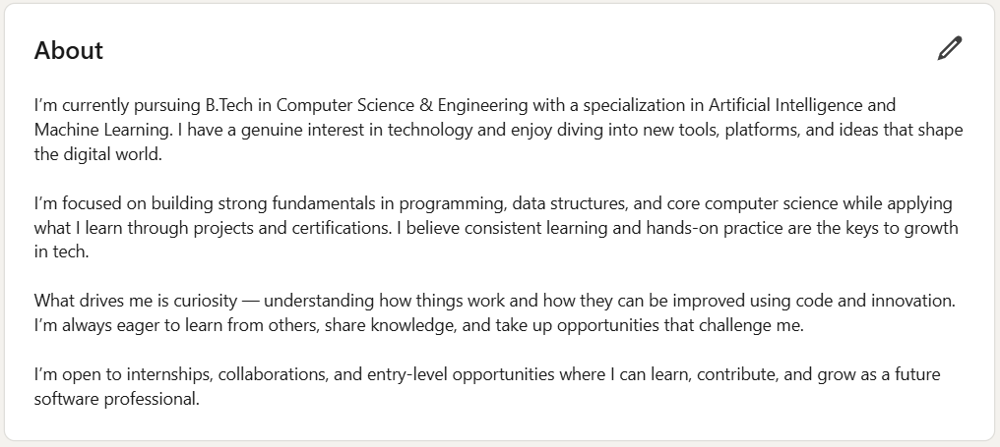 About
I’m currently pursuing B.Tech in Computer Science & Engineering with a specialization in Artificial Intelligence and
Machine Learning. I have a genuine interest in technology and enjoy diving into new tools, platforms, and ideas that shape
the digital world.
I’m focused on building strong fundamentals in programming, data structures, and core computer science while applying
what I learn through projects and certifications. I believe consistent learning and hands-on practice are the keys to growth
in tech.
What drives me is curiosity — understanding how things work and how they can be improved using code and innovation.
I’m always eager to learn from others, share knowledge, and take up opportunities that challenge me.
I’m open to internships, collaborations, and entry-level opportunities where I can learn, contribute, and grow as a future
software professional.